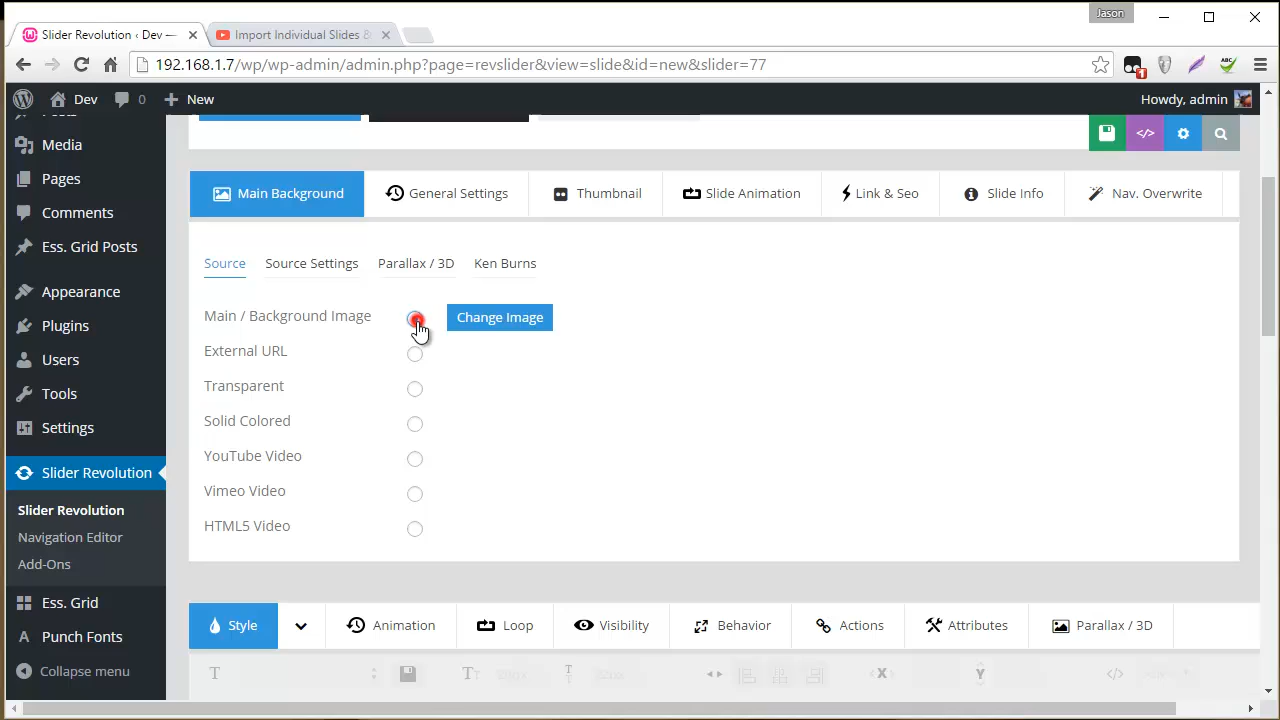 Jason
Slider Revolution ‹ Dev —
Import Individual Slides &
192.168.1.7/wp/wp-admin/admin.php?page=revslider&view=slide&id=new&slider=77
1
Dev
0
New
Howdy, admin
Posts
Media
Pages
Comments
Ess. Grid Posts
Appearance
Plugins
Users
Tools
Settings
Slider Revolution
Slider Revolution
Navigation Editor
Add-Ons
Ess. Grid
Punch Fonts
Collapse menu
Main Background
General Settings
Thumbnail
Slide Animation
Link & Seo
Slide Info
Nav. Overwrite
Source
Source Settings
Parallax / 3D
Ken Burns
Main / Background Image
Change Image
External URL
Transparent
Solid Colored
YouTube Video
Vimeo Video
HTML5 Video
Style
Animation
Loop
Visibility
Behavior
Actions
Attributes
Parallax / 3D
20px
22px
X
Y